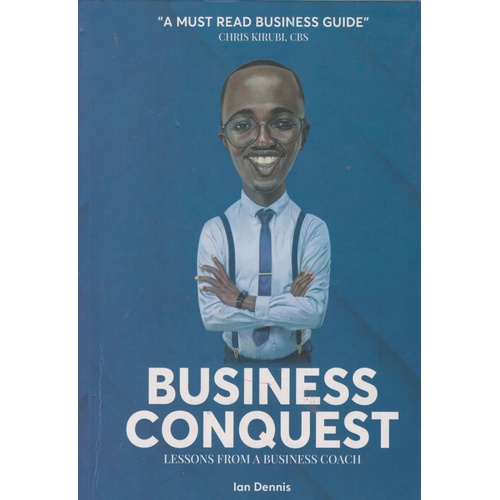 "A MUST READ BUSINESS GUIDE"
CHRIS KIRUBI, CBS
BUSINESS
CONQUEST
LESSONS FROM A BUSINESS COACH
Ian Dennis